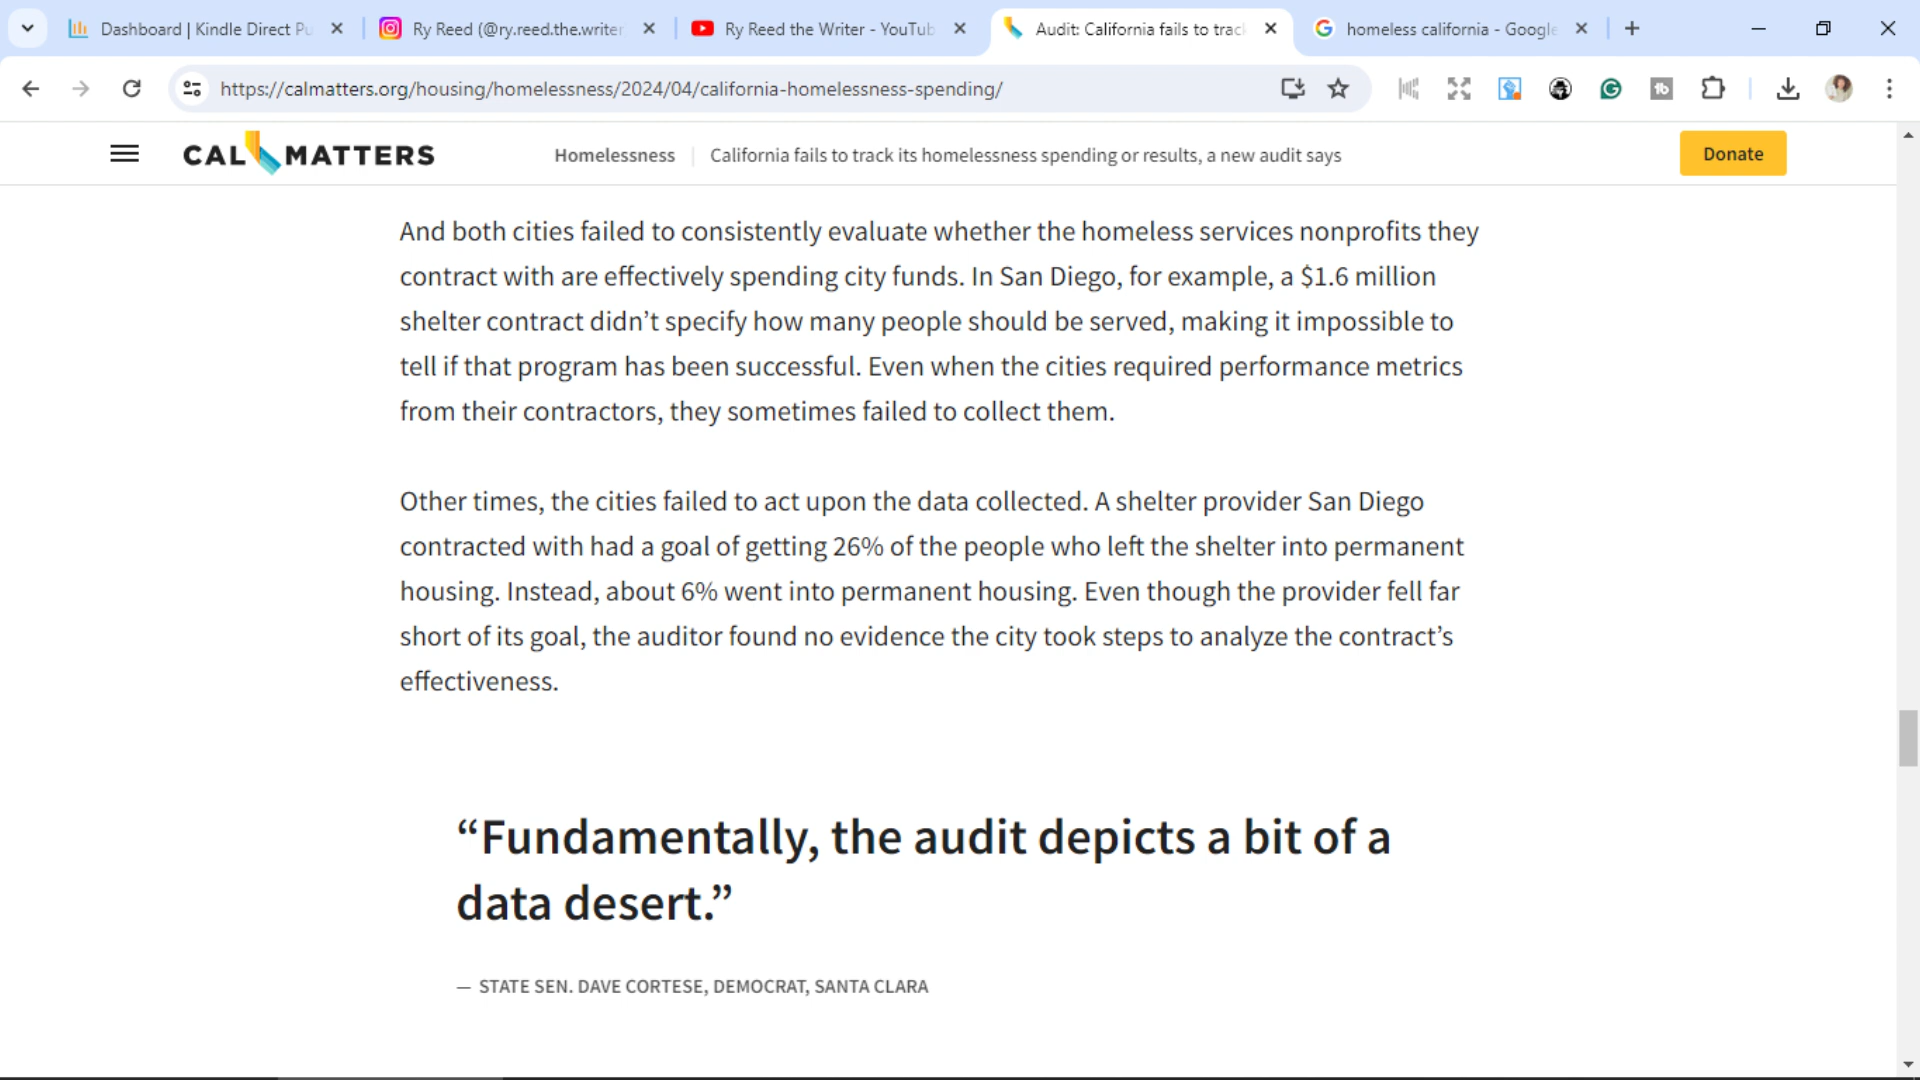 Dashboard | Kindle Direct Pu
Ry Reed (@ry.reed.the.writer
Ry Reed the Writer - YouTub
Audit: California fails to trac
homeless california - Google
https://calmatters.org/housing/homelessness/2024/04/california-homelessness-spending/
CAL MATTERS
Homelessness
California fails to track its homelessness spending or results, a new audit says
Donate
And both cities failed to consistently evaluate whether the homeless services nonprofits they
contract with are effectively spending city funds. In San Diego, for example, a $1.6 million
shelter contract didn’t specify how many people should be served, making it impossible to
tell if that program has been successful. Even when the cities required performance metrics
from their contractors, they sometimes failed to collect them.
Other times, the cities failed to act upon the data collected. A shelter provider San Diego
contracted with had a goal of getting 26% of the people who left the shelter into permanent
housing. Instead, about 6% went into permanent housing. Even though the provider fell far
short of its goal, the auditor found no evidence the city took steps to analyze the contract’s
effectiveness.
“Fundamentally, the audit depicts a bit of a
data desert.”
— STATE SEN. DAVE CORTESE, DEMOCRAT, SANTA CLARA